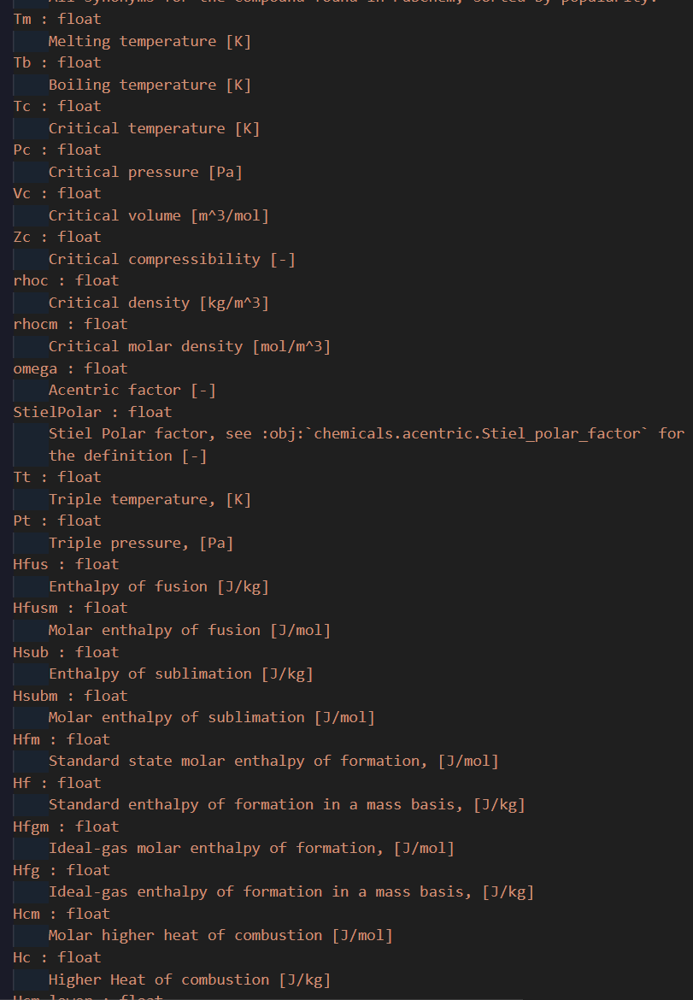 All synonyms for the compound found in PubChem, sorted by popularity.
Tm : float
Melting temperature [K]
Tb : float
Boiling temperature [K]
Tc : float
Critical temperature [K]
Pc : float
Critical pressure [Pa]
Vc : float
Critical volume [m^3/mol]
Zc : float
Critical compressibility [-]
rhoc : float
Critical density [kg/m^3]
rhocm : float
Critical molar density [mol/m^3]
omega : float
Acentric factor [-]
StielPolar : float
Stiel Polar factor, see :obj:`chemicals.acentric.Stiel_polar_factor` for
the definition [-]
Tt : float
Triple temperature, [K]
Pt : float
Triple pressure, [Pa]
Hfus : float
Enthalpy of fusion [J/kg]
Hfusm : float
Molar enthalpy of fusion [J/mol]
Hsub : float
Enthalpy of sublimation [J/kg]
Hsubm : float
Molar enthalpy of sublimation [J/mol]
Hfm : float
Standard state molar enthalpy of formation, [J/mol]
Hf : float
Standard enthalpy of formation in a mass basis, [J/kg]
Hfgm : float
Ideal-gas molar enthalpy of formation, [J/mol]
Hfg : float
Ideal-gas enthalpy of formation in a mass basis, [J/kg]
Hcm : float
Molar higher heat of combustion [J/mol]
Hc : float
Higher Heat of combustion [J/kg]
Hcm_lower : float